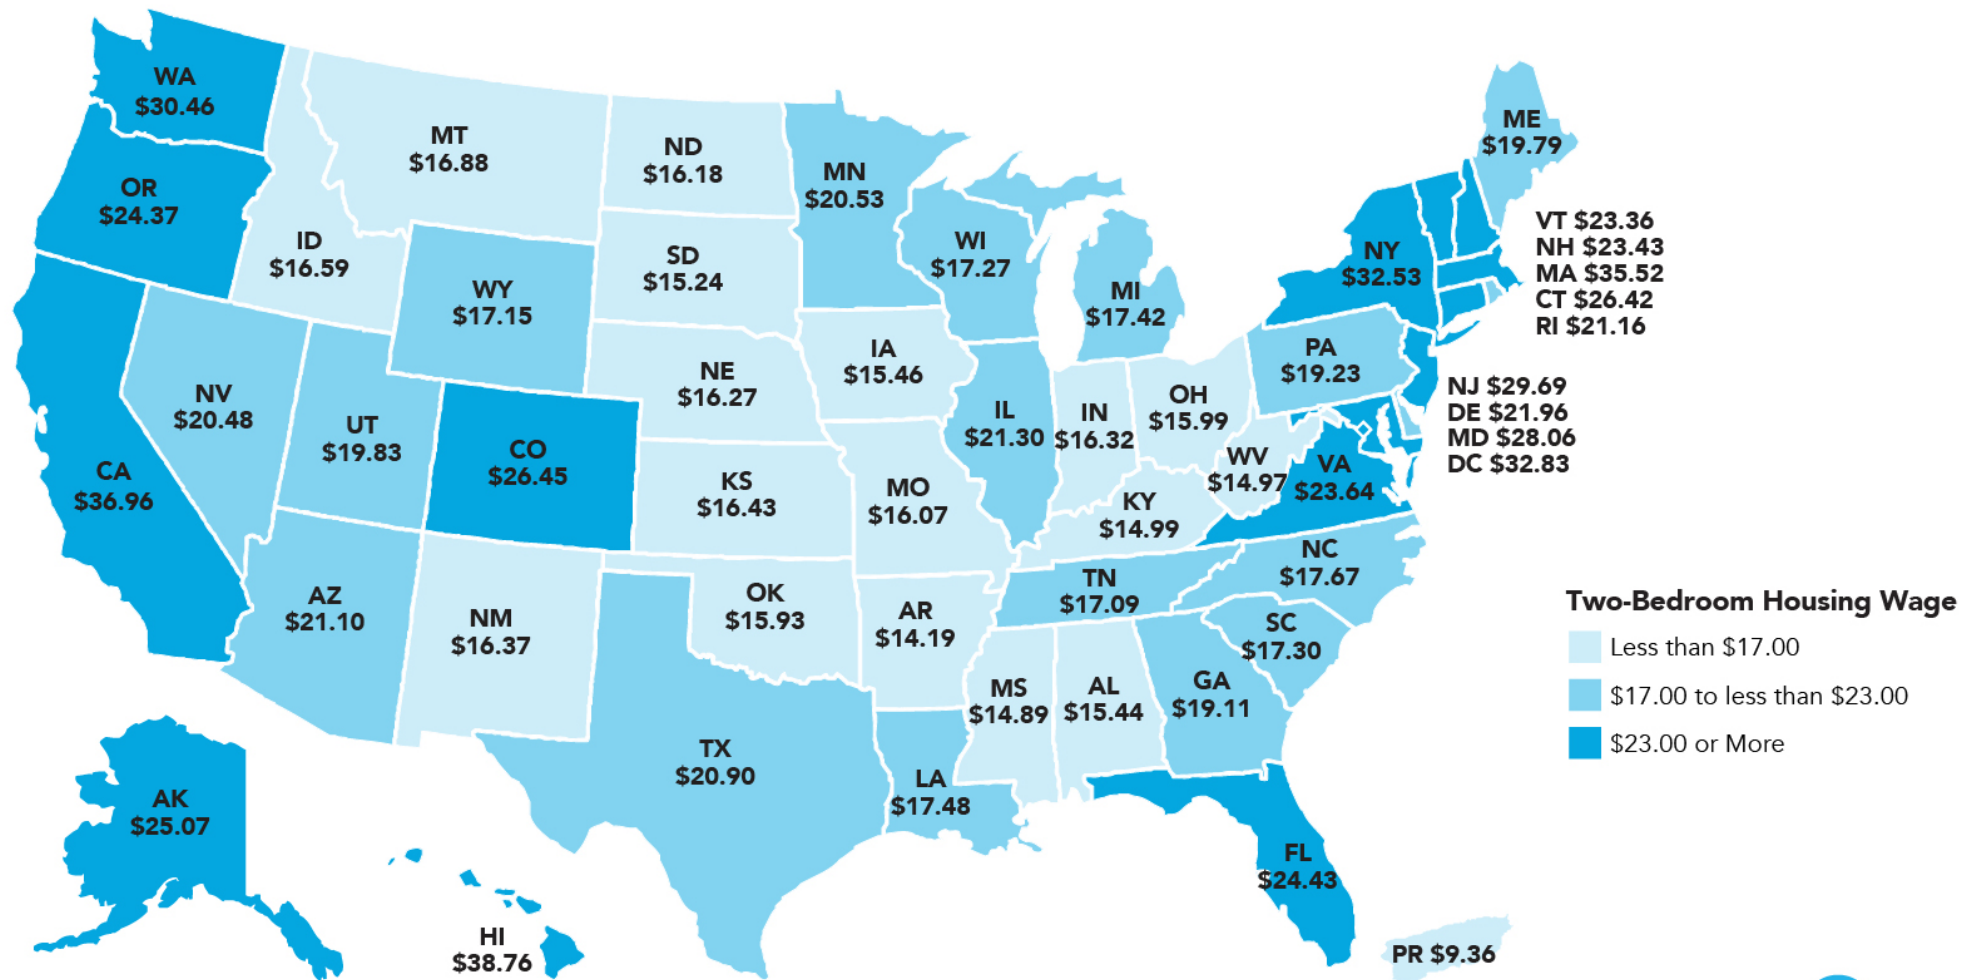 WA
$30.46
OR
$24.37
CA
$36.96
MT
$16.88
ID
$16.59
WY
$17.15
NV
$20.48
UT
$19.83
CO
$26.45
AZ
$21.10
NM
$16.37
ND
$16.18
SD
$15.24
NE
$16.27
KS
$16.43
OK
$15.93
TX
$20.90
MN
$20.53
IA
$15.46
MO
$16.07
AR
$14.19
LA
$17.48
WI
$17.27
IL
$21.30
MI
$17.42
IN
$16.32
OH
$15.99
KY
$14.99
TN
$17.09
MS
$14.89
AL
$15.44
GA
$19.11
FL
$24.43
SC
$17.30
NC
$17.67
WV
$14.97
VA
$23.64
PA
$19.23
NY
$32.53
ME
$19.79
VT $23.36
NH $23.43
MA $35.52
CT $26.42
RI $21.16
NJ $29.69
DE $21.96
MD $28.06
DC $32.83
AK
$25.07
HI
$38.76
PR $9.36
Two-Bedroom Housing Wage
Less than $17.00
$17.00 to less than $23.00
$23.00 or More